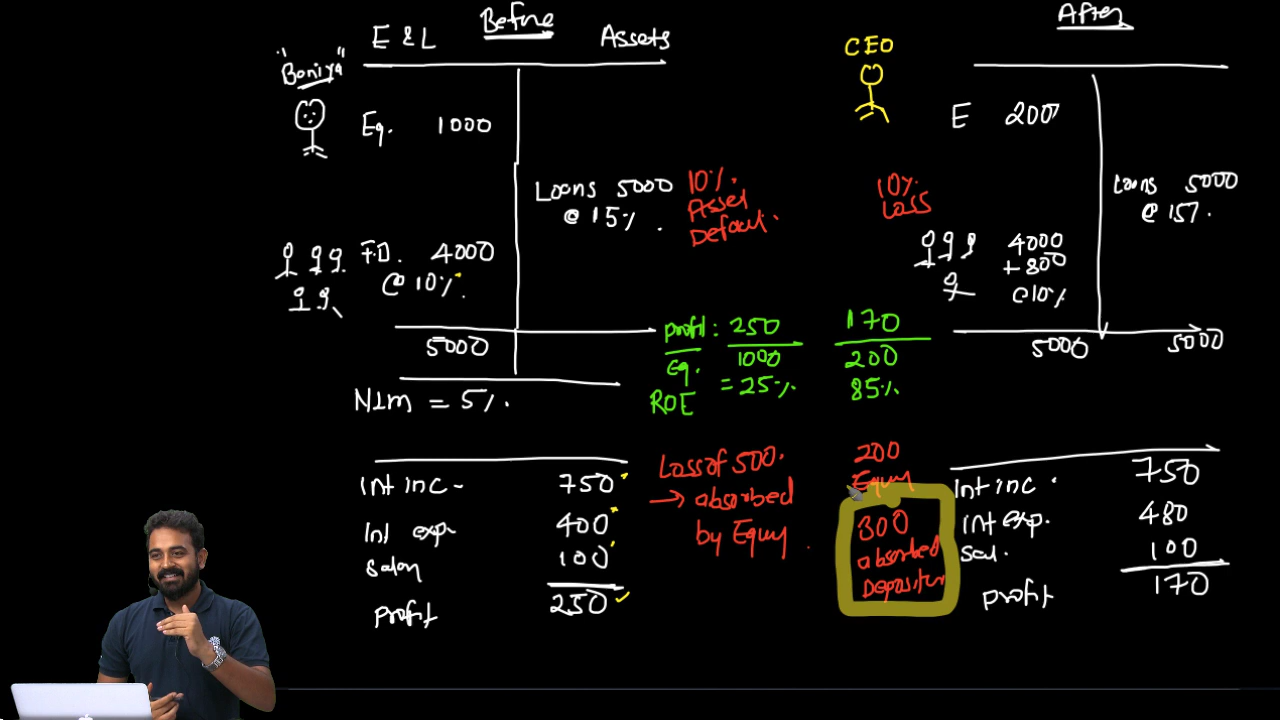 Before
After
E & L
Assets
CEO
"Baniya"
Eq. 1000
E 200
Loans 5000
@ 15%.
10%.
Asset
Default.
10%
Loss
Loans 5000
@ 15%.
F.D. 4000
@ 10%.
4000
+800
@10%
5000
5000
5000
profit : 250
Eq. 1000
ROE = 25%.
170
200
85%
NIM = 5%.
Loss of 500.
→ absorbed
by Equity.
200
Equity
300
absorbed
Depositor
Int inc - 750
Int exp. 400
Salary 100
profit 250
Int inc. 750
int exp. 480
Sal. 100
profit 170